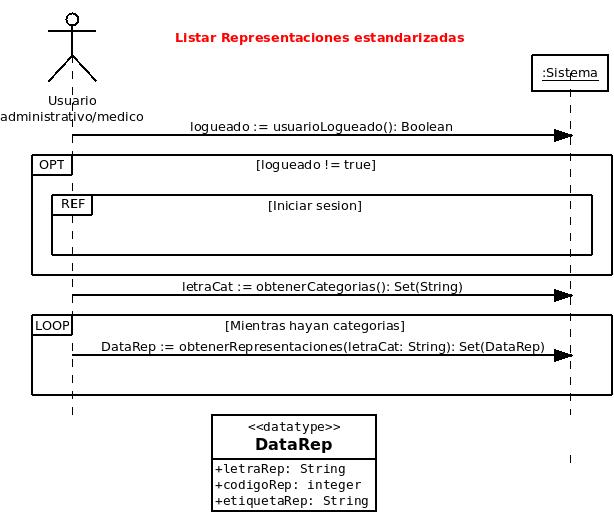 Listar Representaciones estandarizadas
:Sistema
Usuario
administrativo/medico
logueado := usuarioLogueado(): Boolean
OPT
[logueado != true]
REF
[Iniciar sesion]
letraCat := obtenerCategorias(): Set(String)
LOOP
[Mientras hayan categorias]
DataRep := obtenerRepresentaciones(letraCat: String): Set(DataRep)
<<datatype>>
DataRep
+letraRep: String
+codigoRep: integer
+etiquetaRep: String